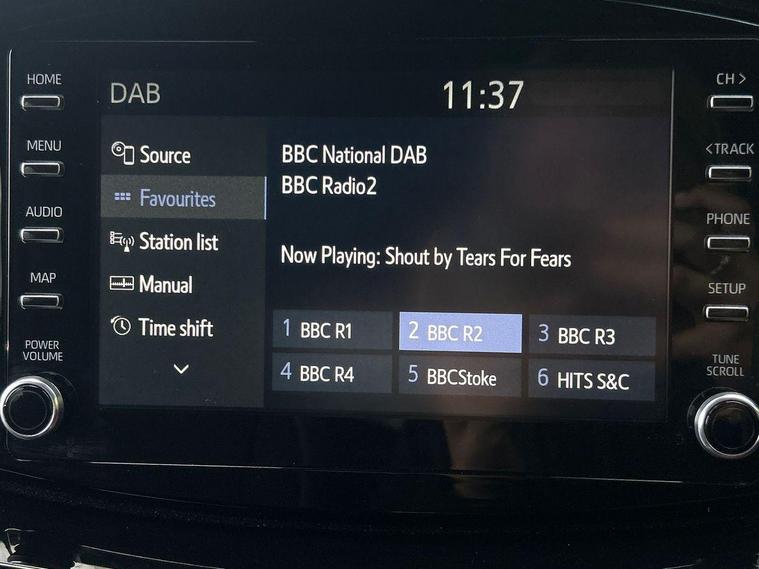 HOME
MENU
AUDIO
MAP
POWER
VOLUME
DAB
11:37
Source
Favourites
Station list
Manual
Time shift
BBC National DAB
BBC Radio2
Now Playing: Shout by Tears For Fears
1 BBC R1
2 BBC R2
3 BBC R3
4 BBC R4
5 BBCStoke
6 HITS S&C
CH >
<TRACK
PHONE
SETUP
TUNE
SCROLL